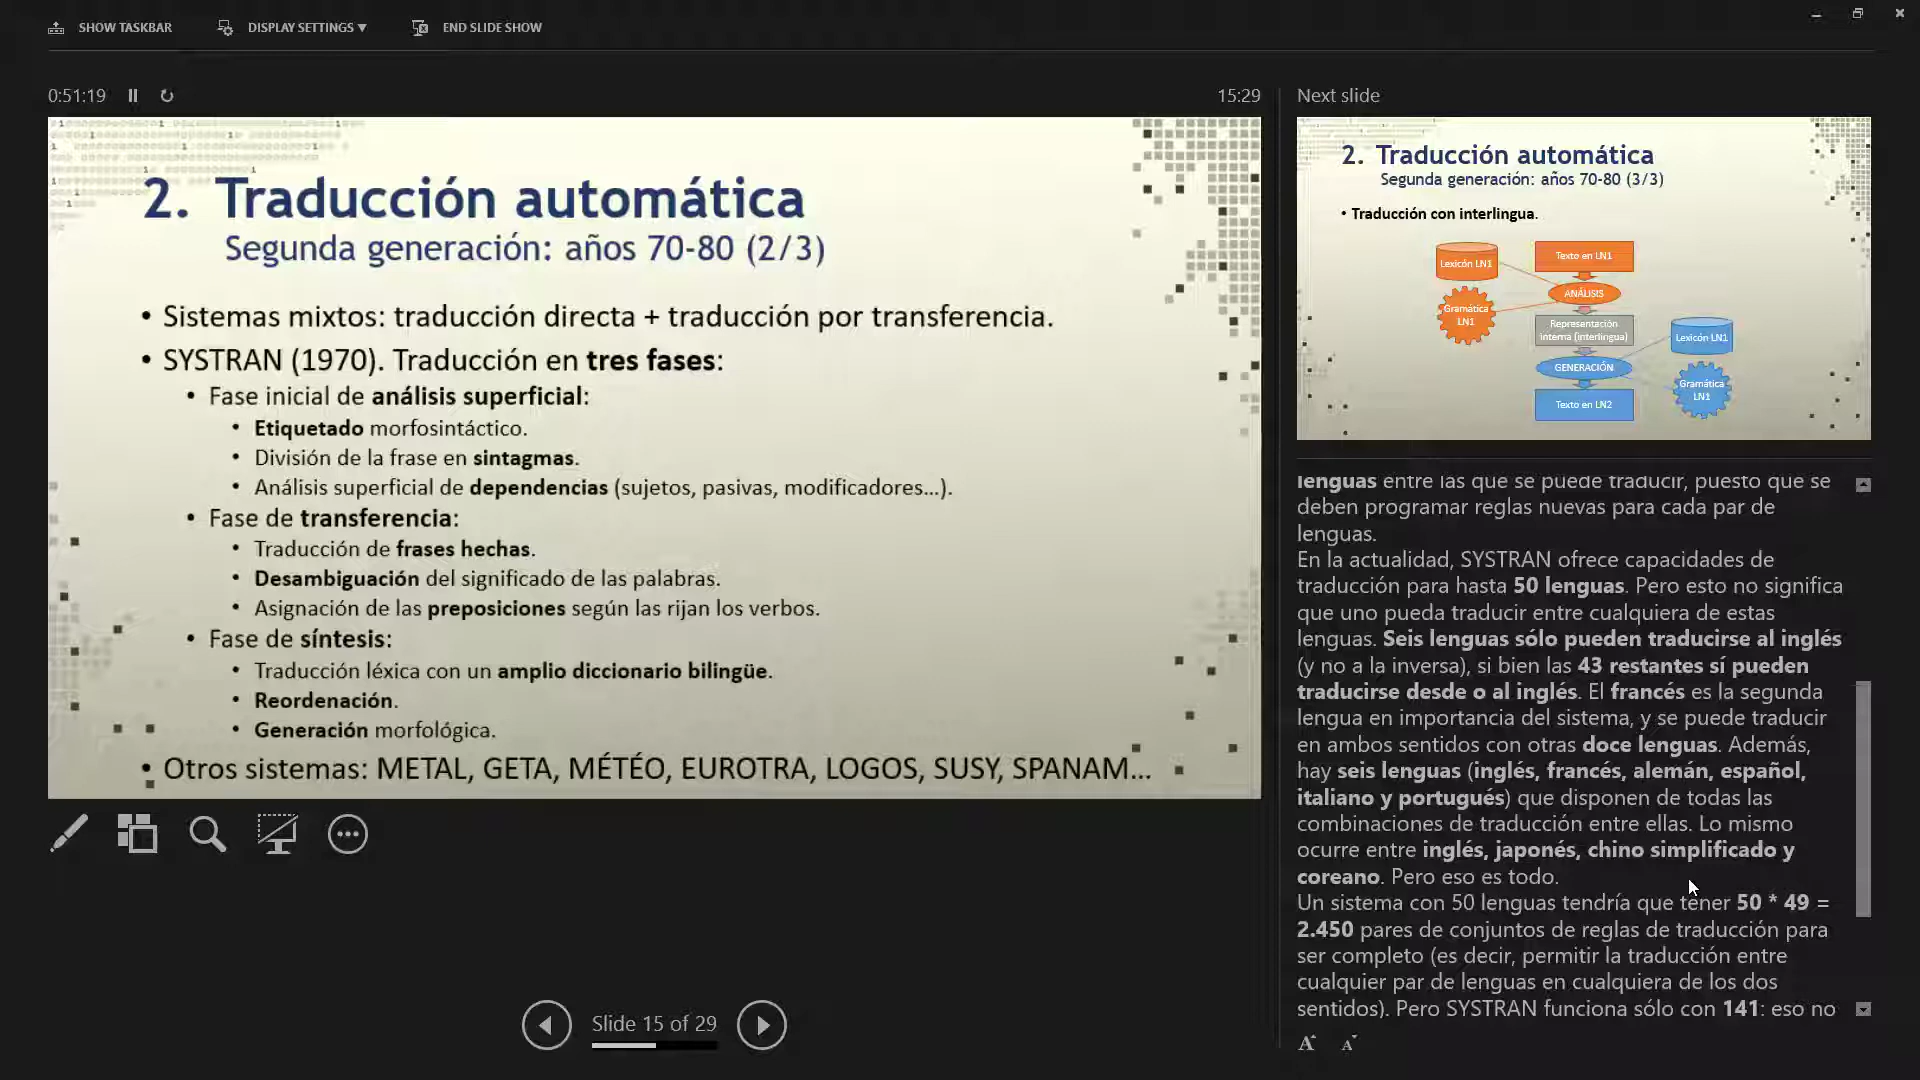 SHOW TASKBAR
DISPLAY SETTINGS ▼
END SLIDE SHOW
0:51:19
15:29
2. Traducción automática
Segunda generación: años 70-80 (2/3)
• Sistemas mixtos: traducción directa + traducción por transferencia.
• SYSTRAN (1970). Traducción en tres fases:
• Fase inicial de análisis superficial:
• Etiquetado morfosintáctico.
• División de la frase en sintagmas.
• Análisis superficial de dependencias (sujetos, pasivas, modificadores...).
• Fase de transferencia:
• Traducción de frases hechas.
• Desambiguación del significado de las palabras.
• Asignación de las preposiciones según las rijan los verbos.
• Fase de síntesis:
• Traducción léxica con un amplio diccionario bilingüe.
• Reordenación.
• Generación morfológica.
• Otros sistemas: METAL, GETA, MÉTÉO, EUROTRA, LOGOS, SUSY, SPANAM...
Slide 15 of 29
Next slide
2. Traducción automática
Segunda generación: años 70-80 (3/3)
• Traducción con interlingua.
Lexicón LN1
Texto en LN1
ANÁLISIS
Gramática
LN1
Representación
interna (interlingua)
Lexicón LN1
GENERACIÓN
Gramática
LN1
Texto en LN2
lenguas entre las que se puede traducir, puesto que se
deben programar reglas nuevas para cada par de
lenguas.
En la actualidad, SYSTRAN ofrece capacidades de
traducción para hasta 50 lenguas. Pero esto no significa
que uno pueda traducir entre cualquiera de estas
lenguas. Seis lenguas sólo pueden traducirse al inglés
(y no a la inversa), si bien las 43 restantes sí pueden
traducirse desde o al inglés. El francés es la segunda
lengua en importancia del sistema, y se puede traducir
en ambos sentidos con otras doce lenguas. Además,
hay seis lenguas (inglés, francés, alemán, español,
italiano y portugués) que disponen de todas las
combinaciones de traducción entre ellas. Lo mismo
ocurre entre inglés, japonés, chino simplificado y
coreano. Pero eso es todo.
Un sistema con 50 lenguas tendría que tener 50 * 49 =
2.450 pares de conjuntos de reglas de traducción para
ser completo (es decir, permitir la traducción entre
cualquier par de lenguas en cualquiera de los dos
sentidos). Pero SYSTRAN funciona sólo con 141: eso no
A A